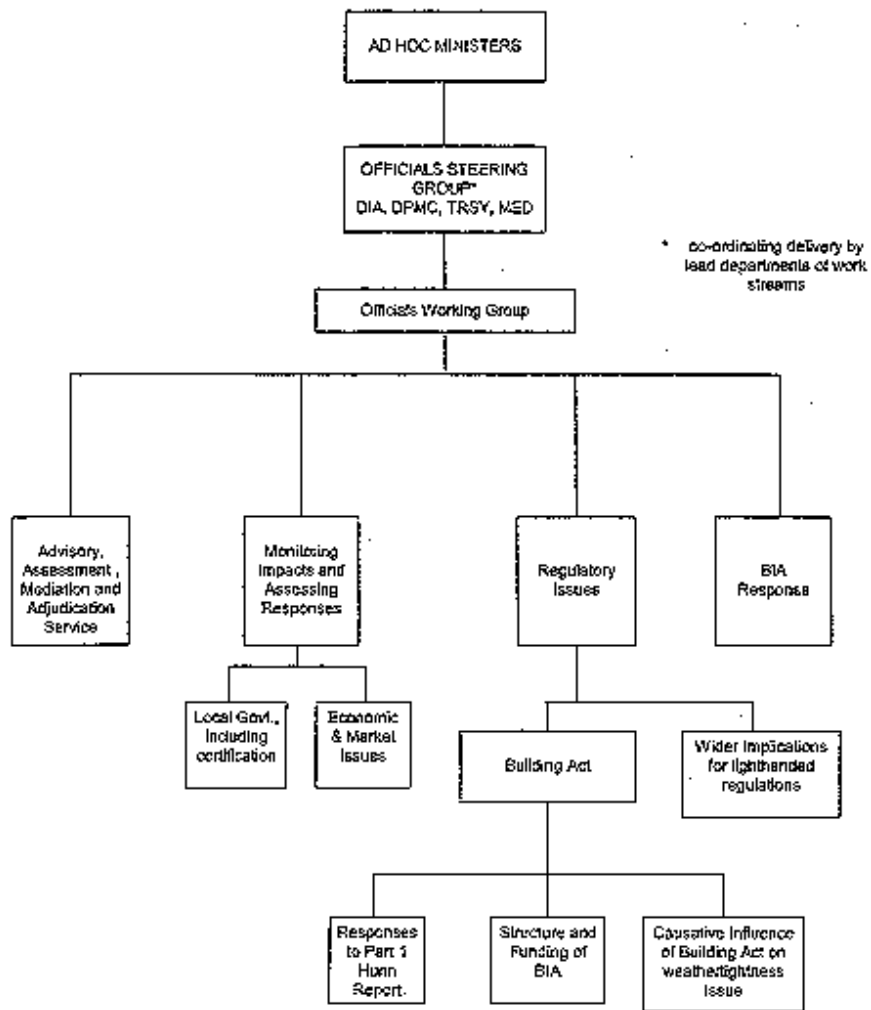 AD HOC MINISTERS
OFFICIALS STEERING
GROUP*
DIA, DPMC, TRSY, MED
* co-ordinating delivery by
lead departments of work
streams
Officials Working Group
Advisory,
Assessment,
Mediation and
Adjudication
Service
Monitoring
Impacts and
Assessing
Responses
Regulatory
Issues
BIA
Response
Local Govt.,
including
certification
Economic
& Market
Issues
Building Act
Wider Implications
for lighthanded
regulations
Responses
to Part 1
Hunn
Report.
Structure and
Funding of
BIA
Causative Influence
of Building Act on
weathertightness
Issue